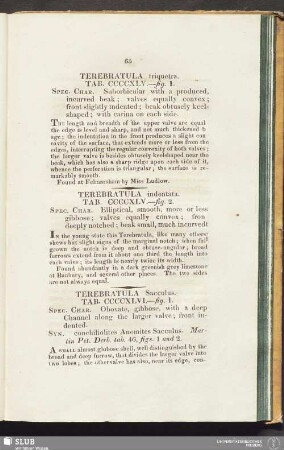 65
TEREBRATULA triquetra.
TAB. CCCCXLV.—fig. 1.
Spec. Char. Suborbicular with a produced,
incurved beak; valves equally convex;
front slightly indented; beak obtusely keel-
shaped; with carina on each side.
The length and breadth of the upper valve are equal
the edge is level and sharp, and not much thickened b
age; the indentation in the front produces a slight con
cavity of the surface, that extends more or less from the
edges, interrupting the regular convexity of both valves;
the larger valve is besides obtusely keelshaped near the
beak, which has also a sharp ridge upon each side of it,
whence the perforation is triangular, the surface is re-
markably smooth.
Found at Felmersham by Miss Ludlow.
TEREBRATULA indentata.
TAB. CCCCXLV.—fig. 2.
Spec. Char. Elliptical, smooth, more or less
gibbose; valves equally convex; fron
deeply notched; beak small, much incurved:
In the young state this Terebratula, like many others
shews but slight signs of the marginal notch; when full
grown the notch is deep and obtuse-angular; broad
furrows extend from it about one third the length into
each valve; its length is nearly twice its width.
Found abundantly in a dark greenish grey limestone
at Banbury, and several other places. The two sides
are not always equal.
TEREBRATULA Sacculus.
TAB. CCCCXLVI.—fig. 1.
Spec. Char. Obovate, gibbose, with a deep
Channel along the larger valve; front in-
dented.
Syn. conchiliolites Anomites Sacculus. Mar-
tin Pet. Derb. tab. 46, figs. 1 and 2.
A small almost globose shell, well distinguished by the
broad and deep furrow, that divides the larger valve into
two lobes; the other valve has also, near its edge, con-
SLUB